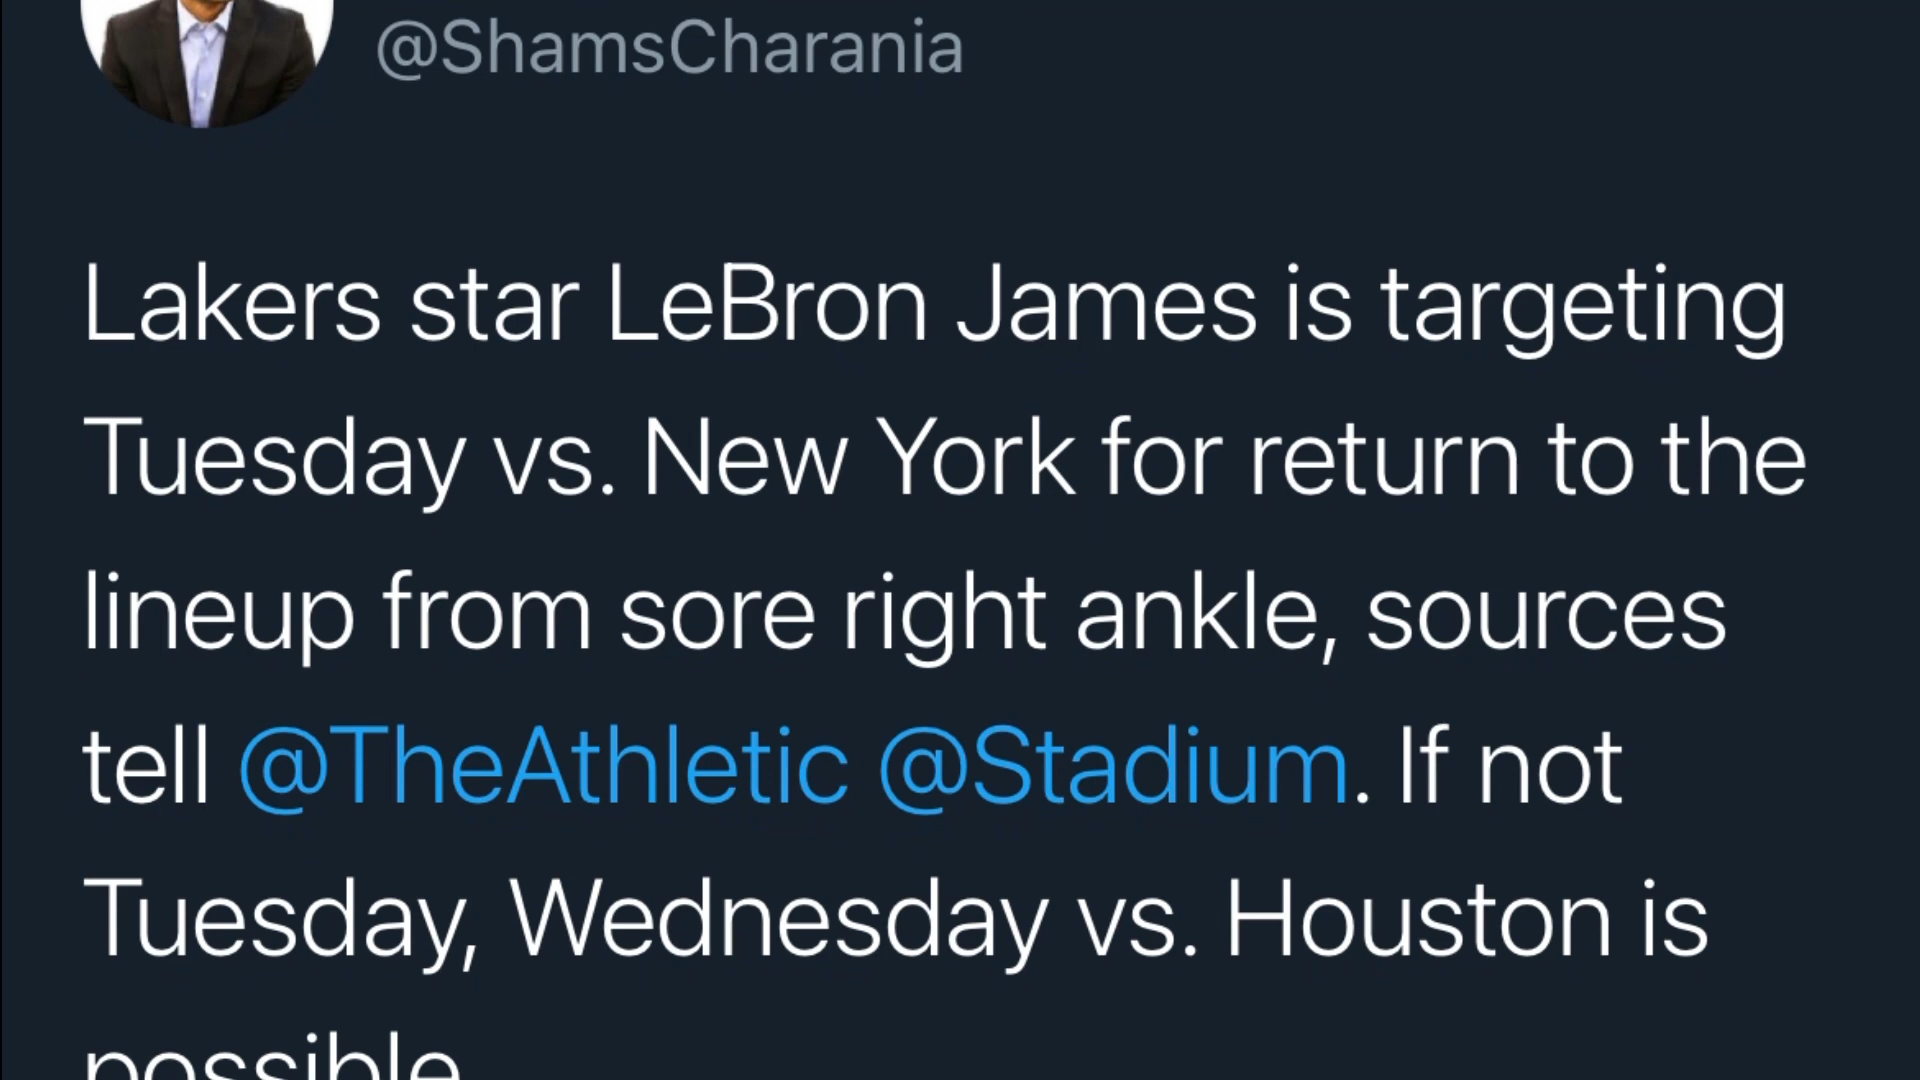 @ShamsCharania
Lakers star LeBron James is targeting
Tuesday vs. New York for return to the
lineup from sore right ankle, sources
tell @TheAthletic @Stadium. If not
Tuesday, Wednesday vs. Houston is
possible